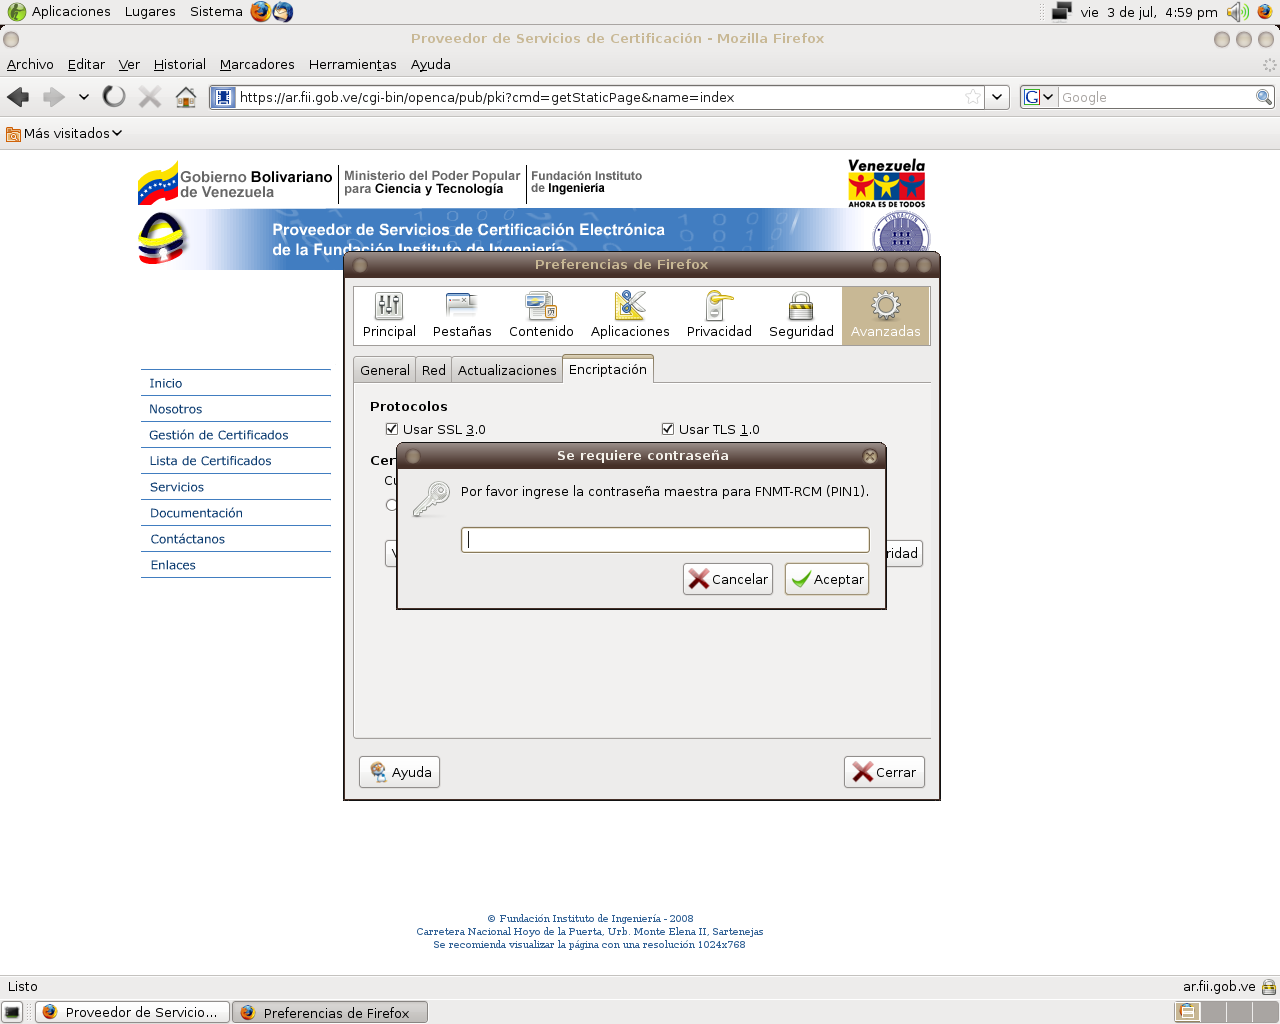 Aplicaciones Lugares Sistema vie 3 de jul, 4:59 pm
Proveedor de Servicios de Certificación - Mozilla Firefox
Archivo Editar Ver Historial Marcadores Herramientas Ayuda
https://ar.fii.gob.ve/cgi-bin/openca/pub/pki?cmd=getStaticPage&name=index
Google
Más visitados
Gobierno Bolivariano
de Venezuela
Ministerio del Poder Popular
para Ciencia y Tecnología
Fundación Instituto
de Ingeniería
Venezuela
AHORA ES DE TODOS
Proveedor de Servicios de Certificación Electrónica
de la Fundación Instituto de Ingeniería
FUNDACION
Preferencias de Firefox
Principal Pestañas Contenido Aplicaciones Privacidad Seguridad Avanzadas
General Red Actualizaciones Encriptación
Protocolos
Usar SSL 3.0 Usar TLS 1.0
Inicio
Nosotros
Gestión de Certificados
Lista de Certificados
Servicios
Documentación
Contáctanos
Enlaces
Cer
Cu
V
ridad
Se requiere contraseña
Por favor ingrese la contraseña maestra para FNMT-RCM (PIN1).
Cancelar Aceptar
Ayuda Cerrar
© Fundación Instituto de Ingeniería - 2008
Carretera Nacional Hoyo de la Puerta, Urb. Monte Elena II, Sartenejas
Se recomienda visualizar la página con una resolución 1024x768
Listo ar.fii.gob.ve
Proveedor de Servicio... Preferencias de Firefox